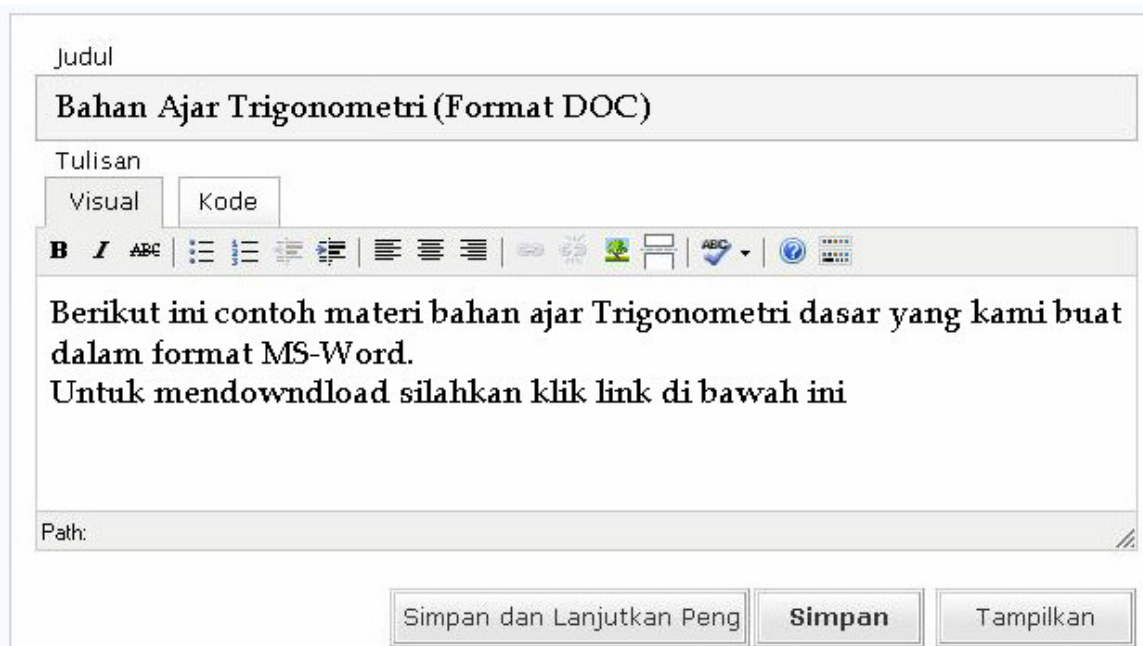 Judul
Bahan Ajar Trigonometri (Format DOC)
Tulisan
Visual Kode
B I ABC ABC
Berikut ini contoh materi bahan ajar Trigonometri dasar yang kami buat
dalam format MS-Word.
Untuk mendowndload silahkan klik link di bawah ini
Path:
Simpan dan Lanjutkan Peng Simpan Tampilkan